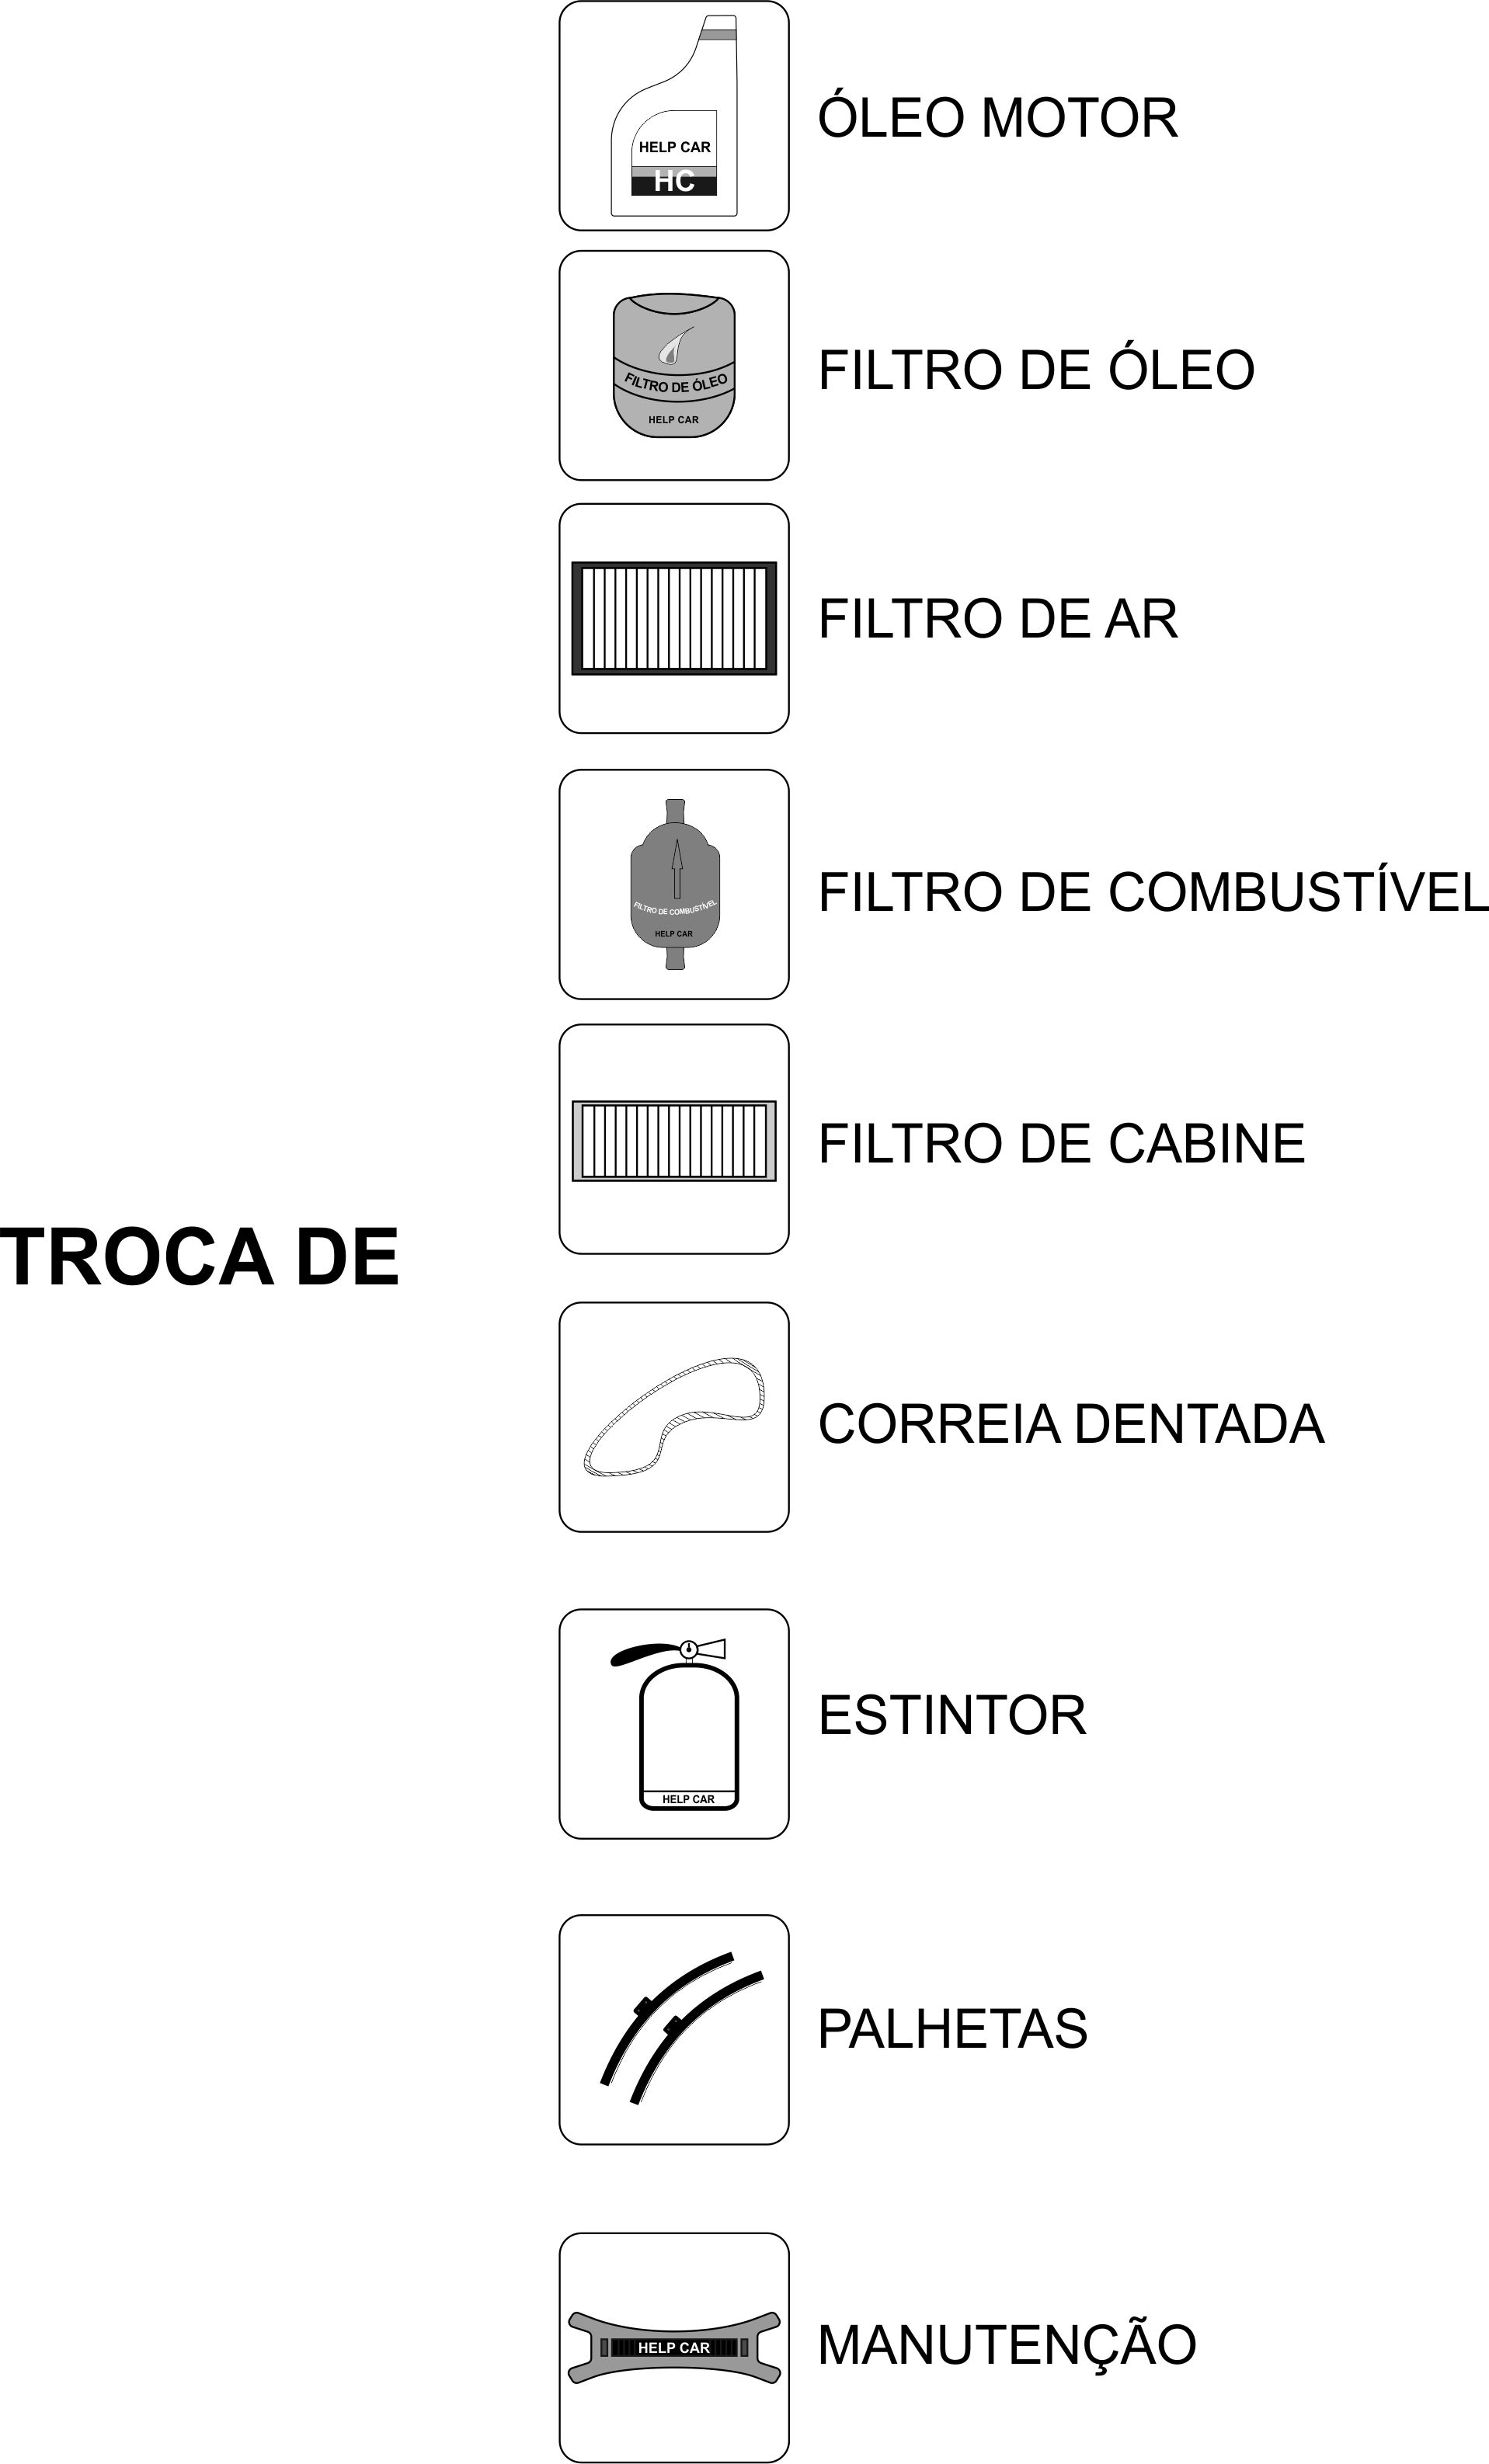 HELP CAR
HC
ÓLEO MOTOR
FILTRO DE ÓLEO
HELP CAR
FILTRO DE ÓLEO
FILTRO DE AR
FILTRO DE COMBUSTÍVEL
HELP CAR
FILTRO DE COMBUSTÍVEL
FILTRO DE CABINE
TROCA DE
CORREIA DENTADA
HELP CAR
ESTINTOR
PALHETAS
HELP CAR
MANUTENÇÃO